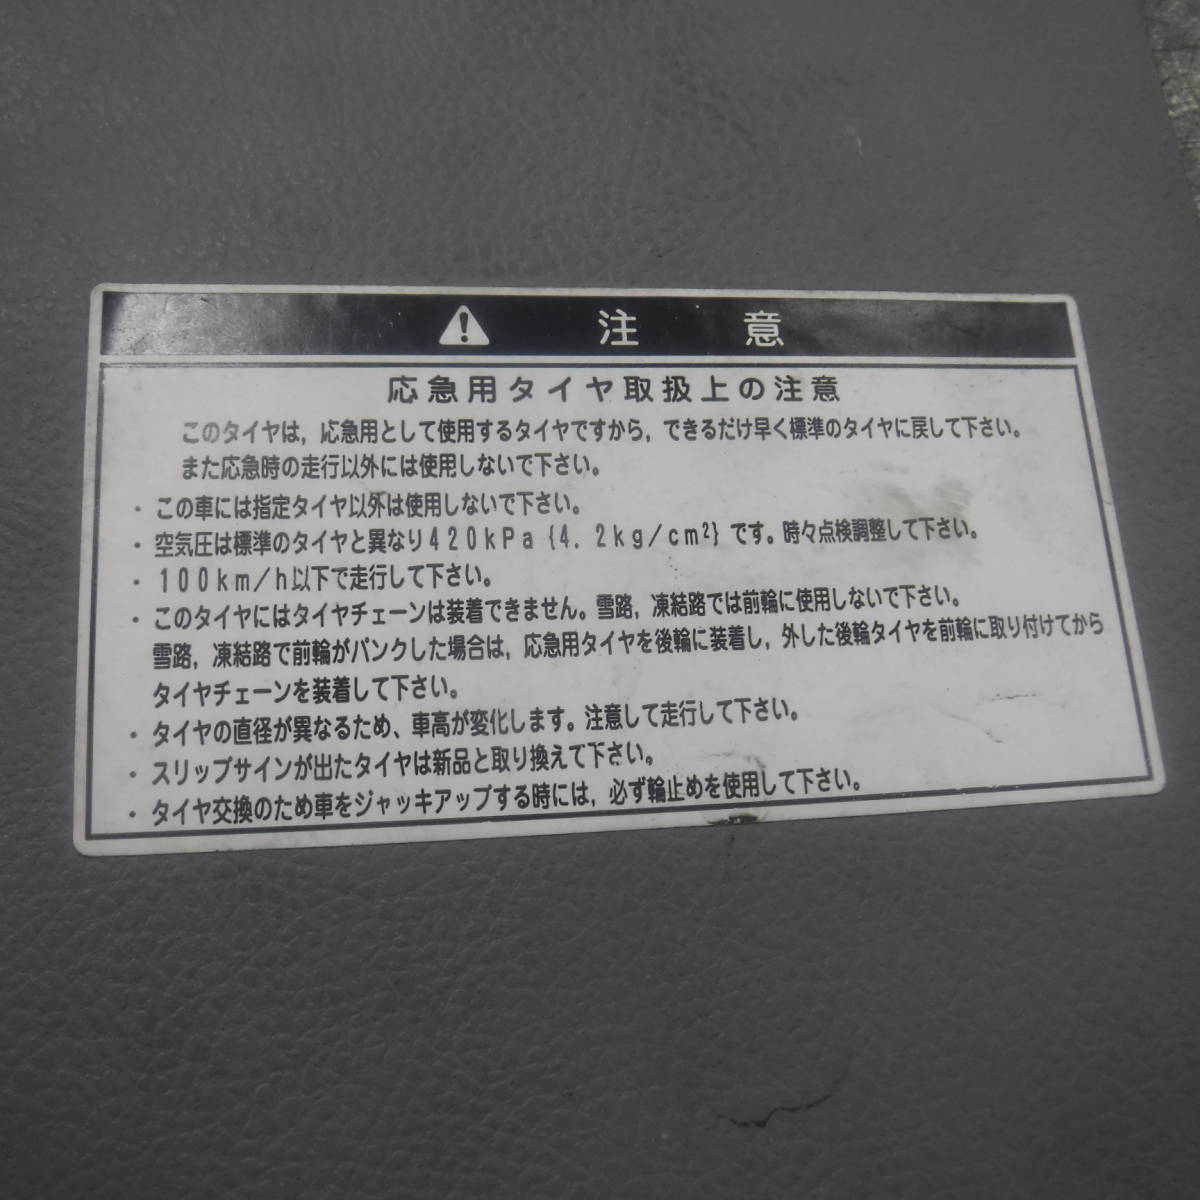 注意
応急用タイヤ取扱上の注意
このタイヤは，応急用として使用するタイヤですから，できるだけ早く標準のタイヤに戻して下さい。
また応急時の走行以外には使用しないで下さい。
・この車には指定タイヤ以外は使用しないで下さい。
・空気圧は標準のタイヤと異なり420kPa{4.2kg/cm²}です。時々点検調整して下さい。
・100km/h以下で走行して下さい。
・このタイヤにはタイヤチェーンは装着できません。雪路，凍結路では前輪に使用しないで下さい。
雪路，凍結路で前輪がパンクした場合は，応急用タイヤを後輪に装着し，外した後輪タイヤを前輪に取り付けてから
タイヤチェーンを装着して下さい。
・タイヤの直径が異なるため、車高が変化します。注意して走行して下さい。
・スリップサインが出たタイヤは新品と取り換えて下さい。
・タイヤ交換のため車をジャッキアップする時には，必ず輪止めを使用して下さい。